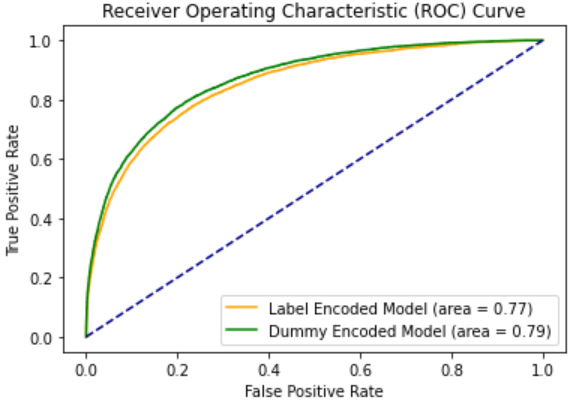 Receiver Operating Characteristic (ROC) Curve
1.0
0.8
0.6
0.4
0.2
0.0
True Positive Rate
Label Encoded Model (area = 0.77)
Dummy Encoded Model (area = 0.79)
0.0 0.2 0.4 0.6 0.8 1.0
False Positive Rate